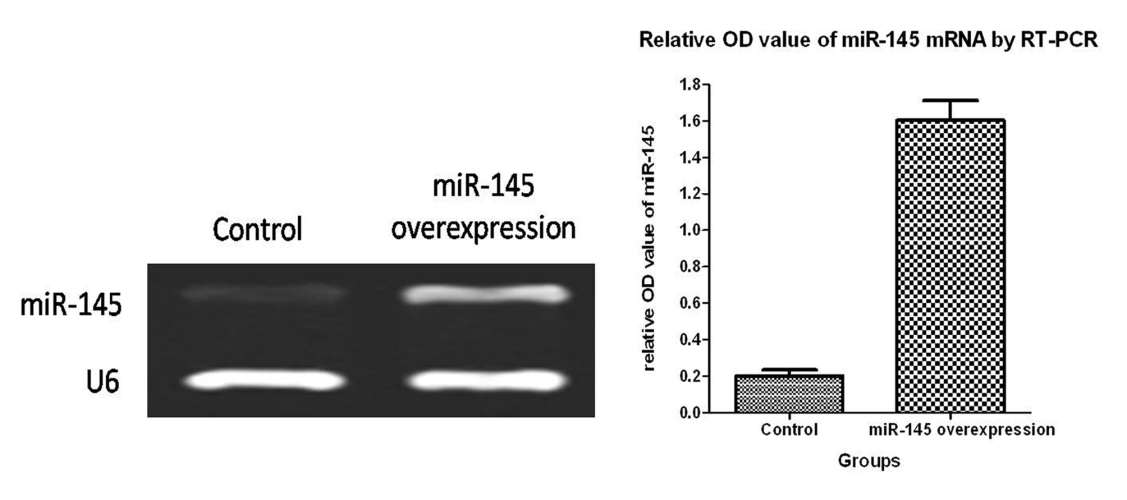 Control
miR-145
overexpression
miR-145
U6
Relative OD value of miR-145 mRNA by RT-PCR
relative OD value of miR-145
1.8
1.6
1.4
1.2
1.0
0.8
0.6
0.4
0.2
0.0
Control
miR-145 overexpression
Groups